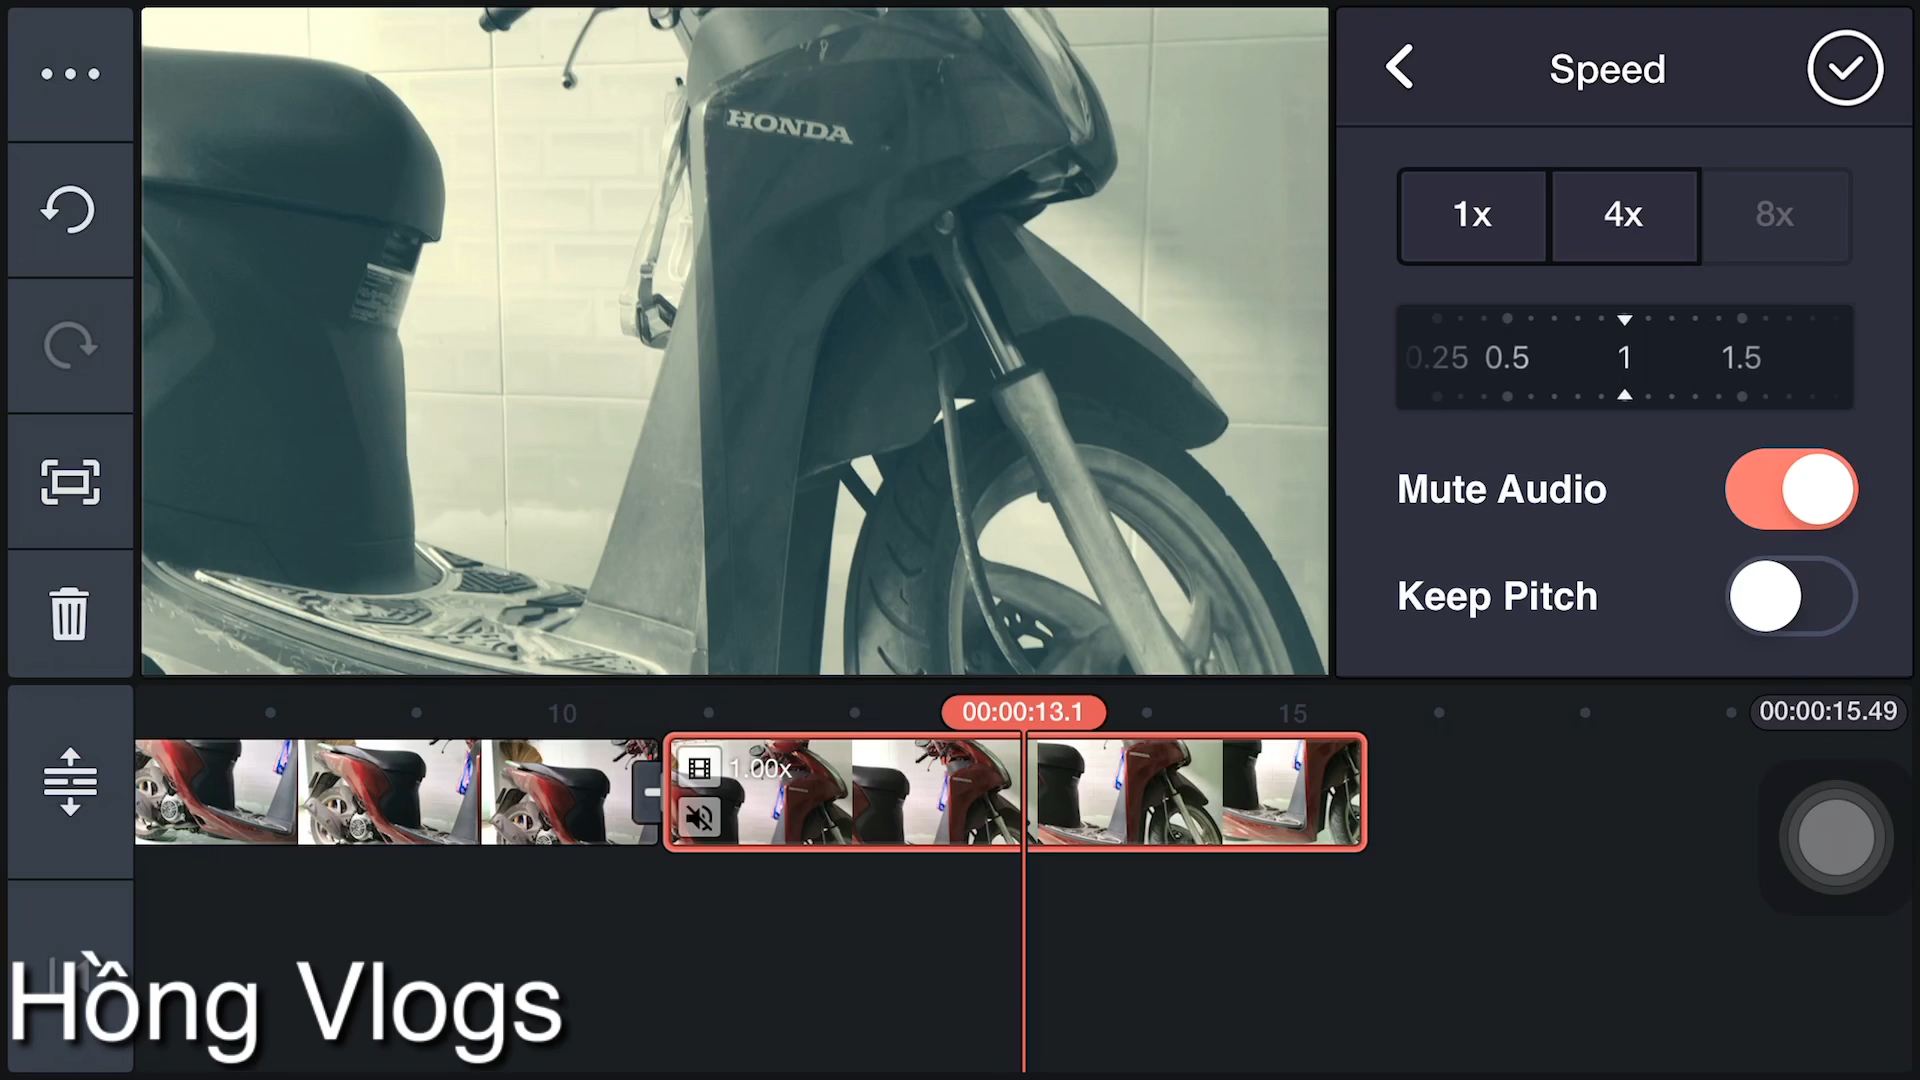 HONDA
Speed
1x 4x 8x
0.25 0.5 1 1.5
Mute Audio
Keep Pitch
10 00:00:13.1 15 00:00:15.49
1.00x
Hồng Vlogs